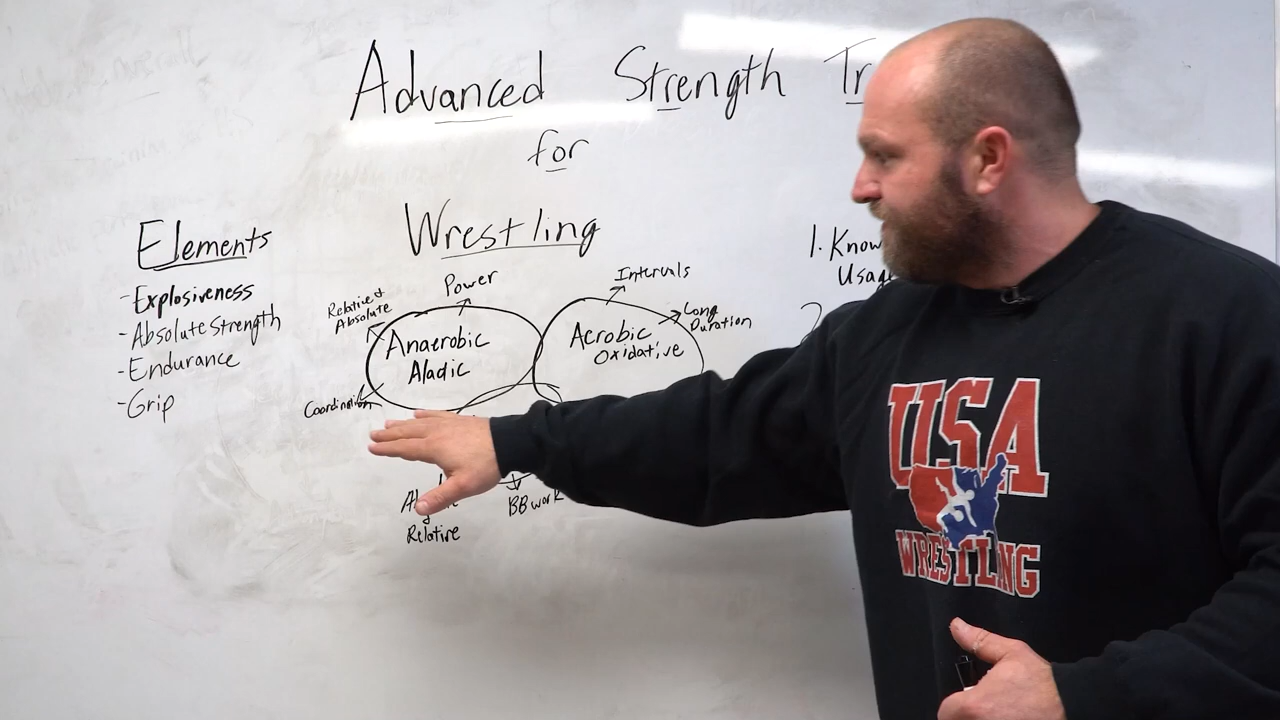 Advanced Strength Tr
for
Wrestling
Elements
-Explosiveness
-Absolute Strength
-Endurance
-Grip
Relative &
Absolute
Power
Anaerobic
Aladic
Coordination
Intervals
Long
Duration
Aerobic
Oxidative
Relative
BB work
1. Know
Usag
2
USA
WRESTLING